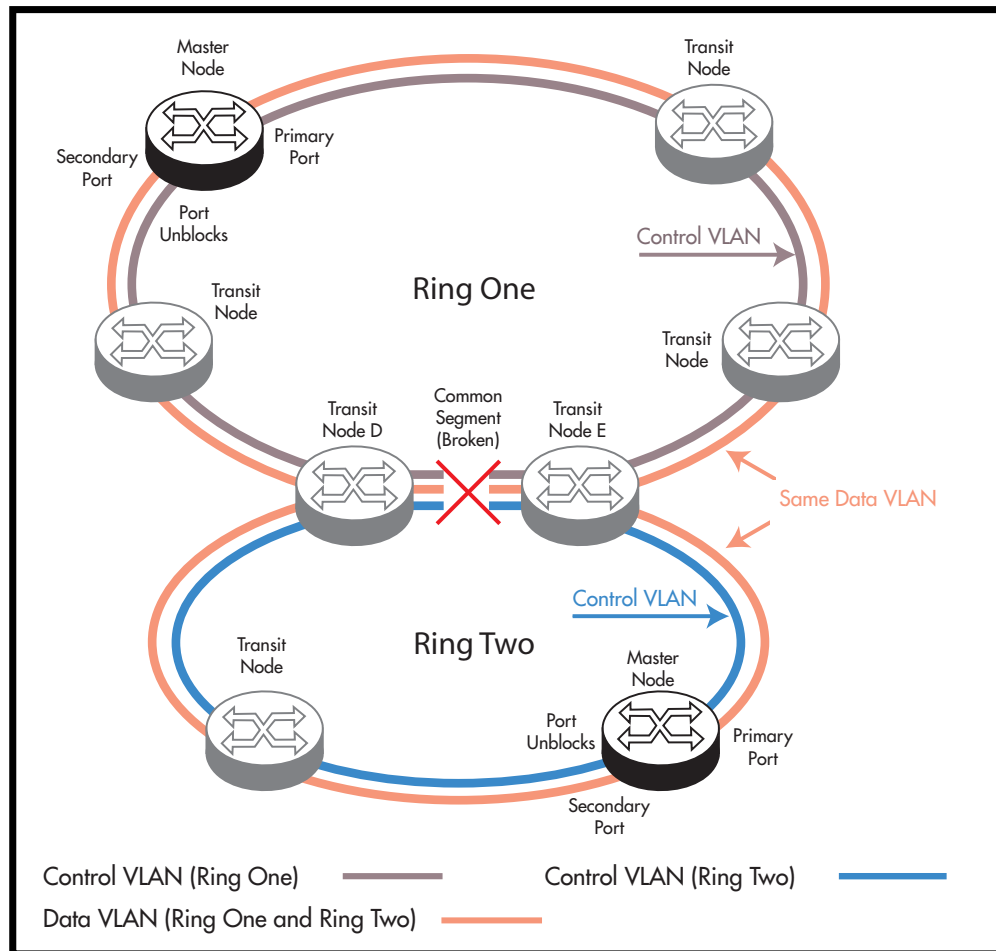 Master
Node
Transit
Node
Secondary
Port
Primary
Port
Port
Unblocks
Control VLAN
Ring One
Transit
Node
Transit
Node
Transit
Node D
Common
Segment
(Broken)
Transit
Node E
Same Data VLAN
Control VLAN
Ring Two
Transit
Node
Master
Node
Port
Unblocks
Primary
Port
Secondary
Port
Control VLAN (Ring One)
Control VLAN (Ring Two)
Data VLAN (Ring One and Ring Two)